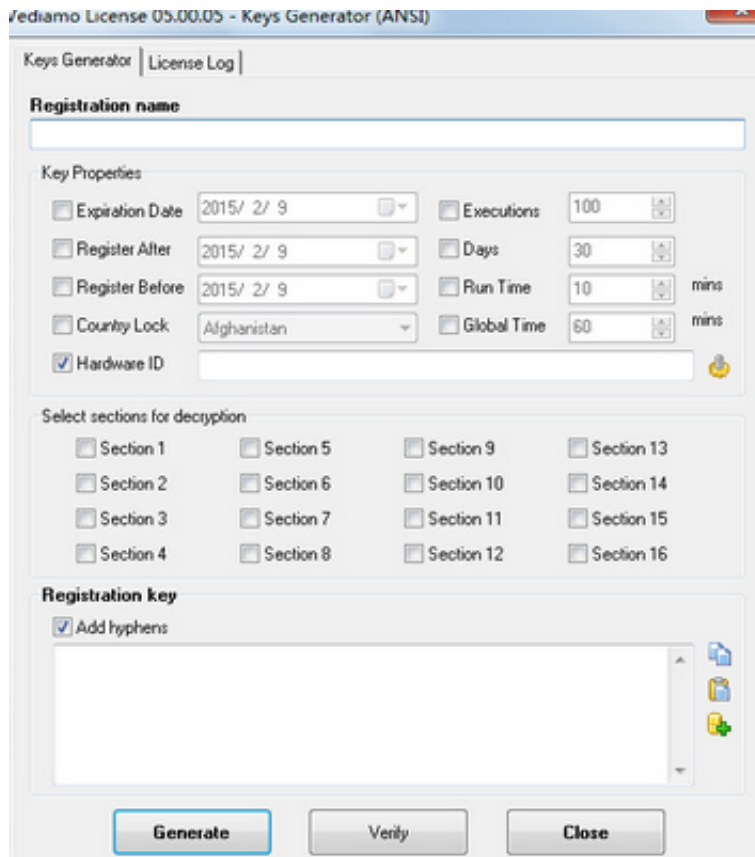 Vediamo License 05.00.05 - Keys Generator (ANSI)
Keys Generator License Log
Registration name
Key Properties
Expiration Date 2015/ 2/ 9 Executions 100
Register After 2015/ 2/ 9 Days 30
Register Before 2015/ 2/ 9 Run Time 10 mins
Country Lock Afghanistan Global Time 60 mins
Hardware ID
Select sections for decryption
Section 1 Section 5 Section 9 Section 13
Section 2 Section 6 Section 10 Section 14
Section 3 Section 7 Section 11 Section 15
Section 4 Section 8 Section 12 Section 16
Registration key
Add hyphens
Generate Verify Close